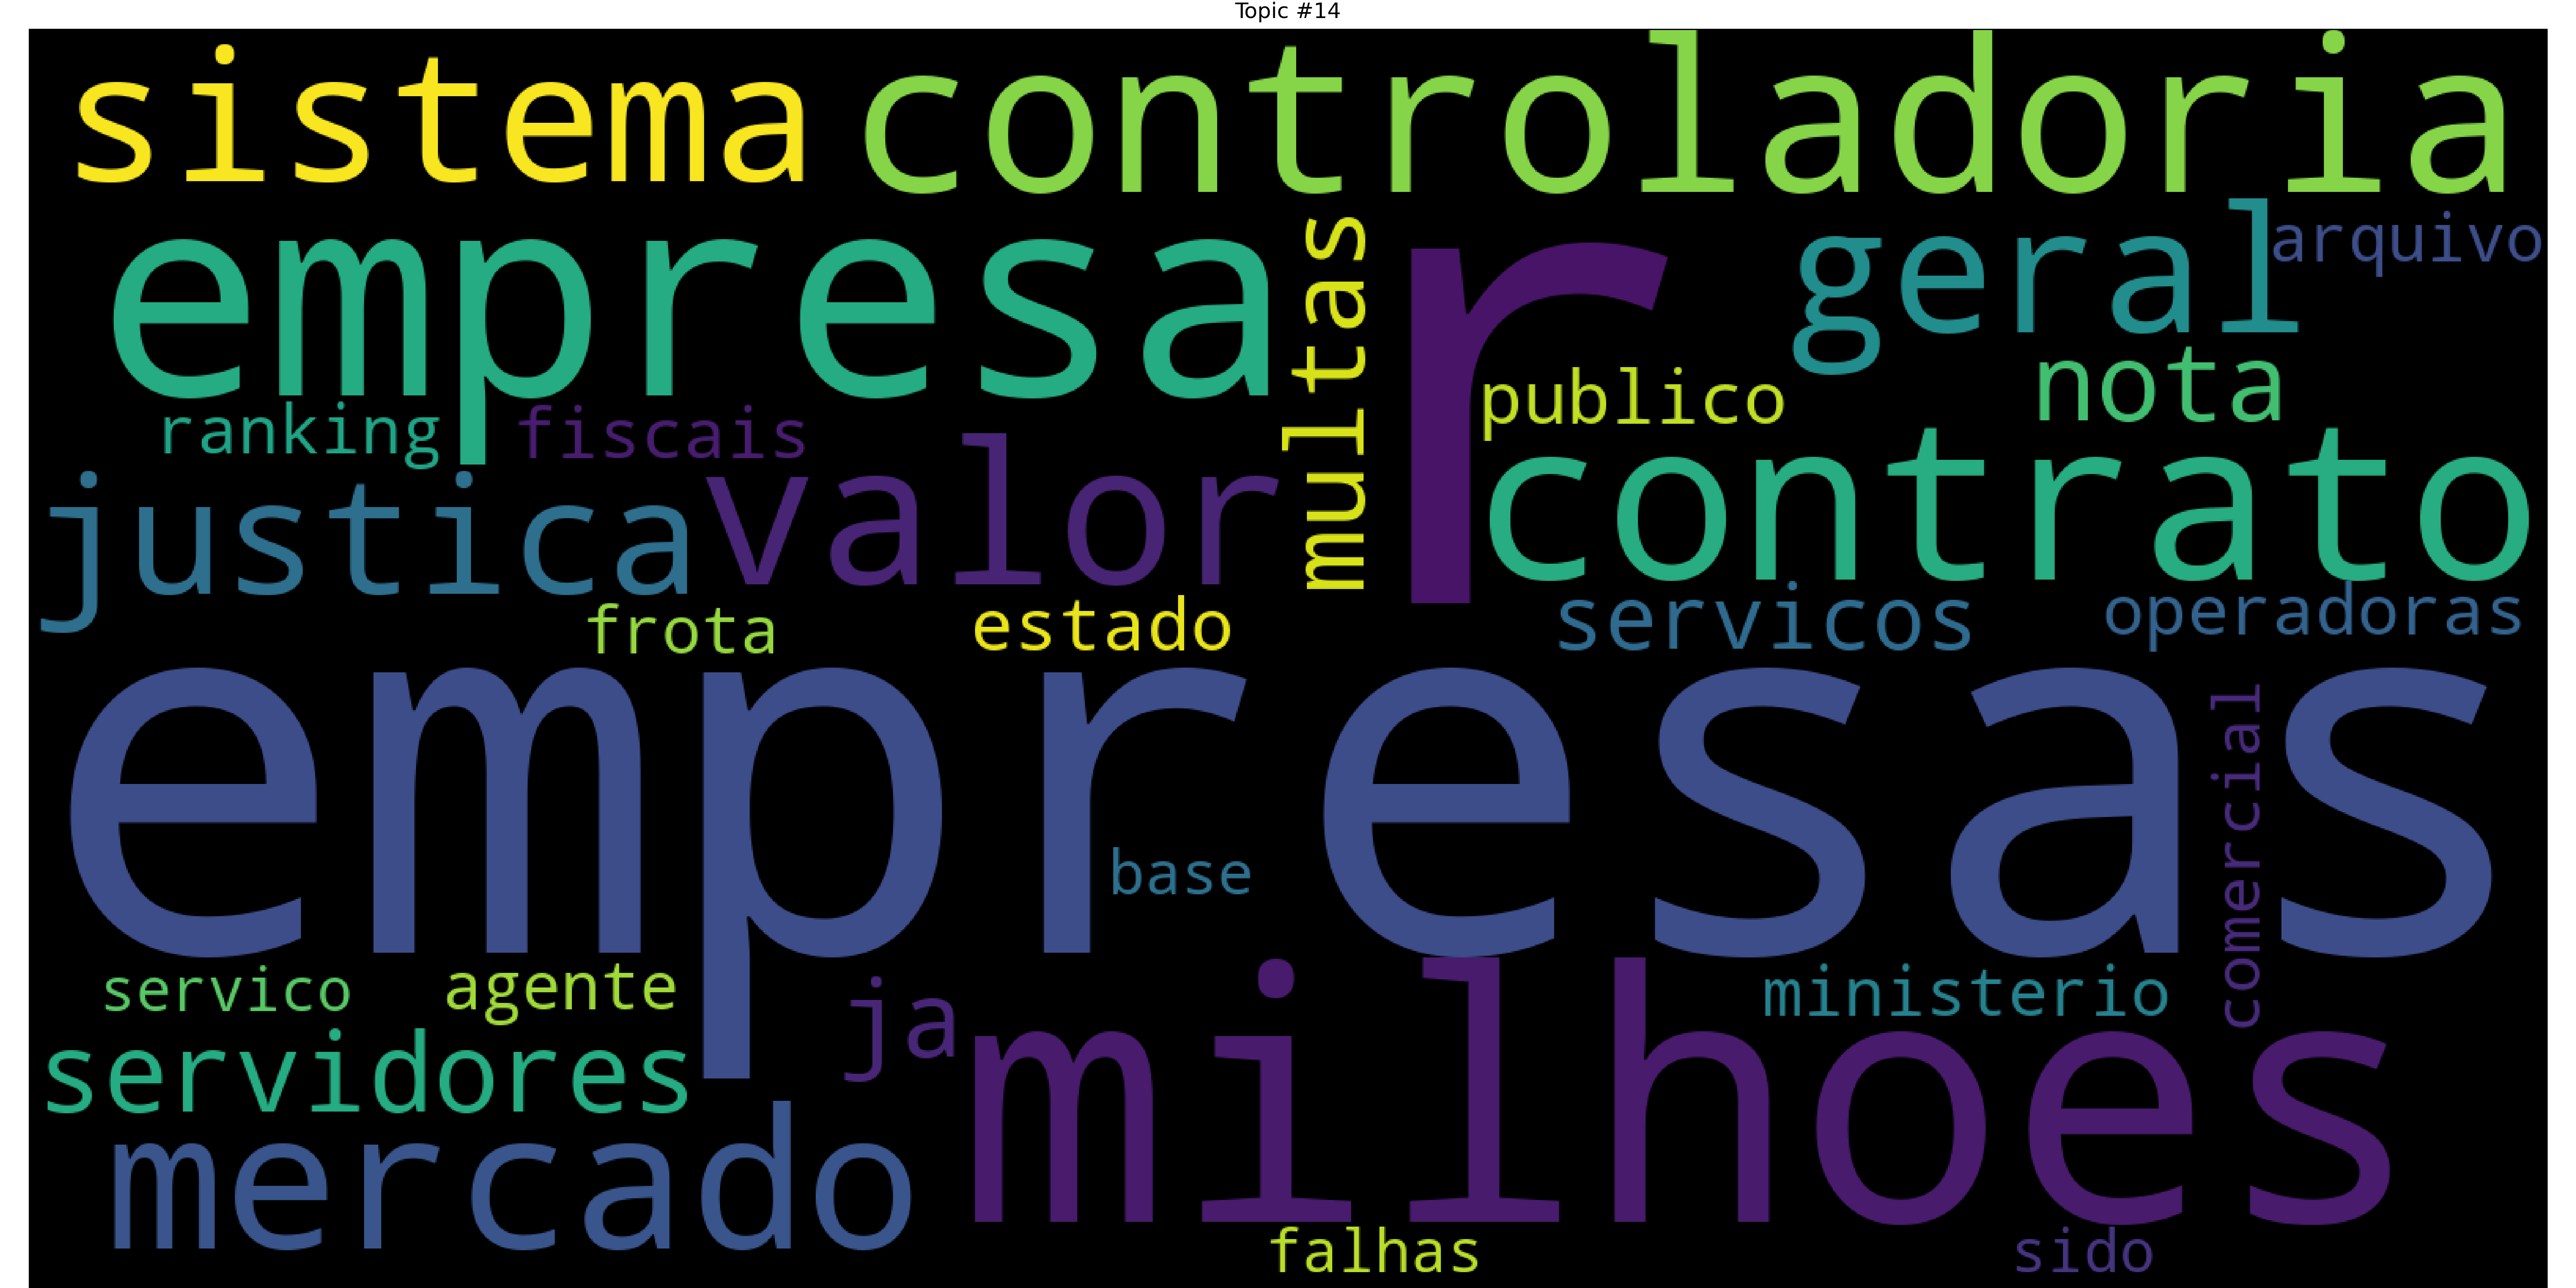 Topic #14
sistema
controladoria
empresa
multas
r
geral
arquivo
publico
nota
ranking
fiscais
justica
valor
contrato
frota
estado
servicos
operadoras
empresas
base
comercial
servico
agente
ja
milhoes
ministerio
servidores
mercado
falhas
sido